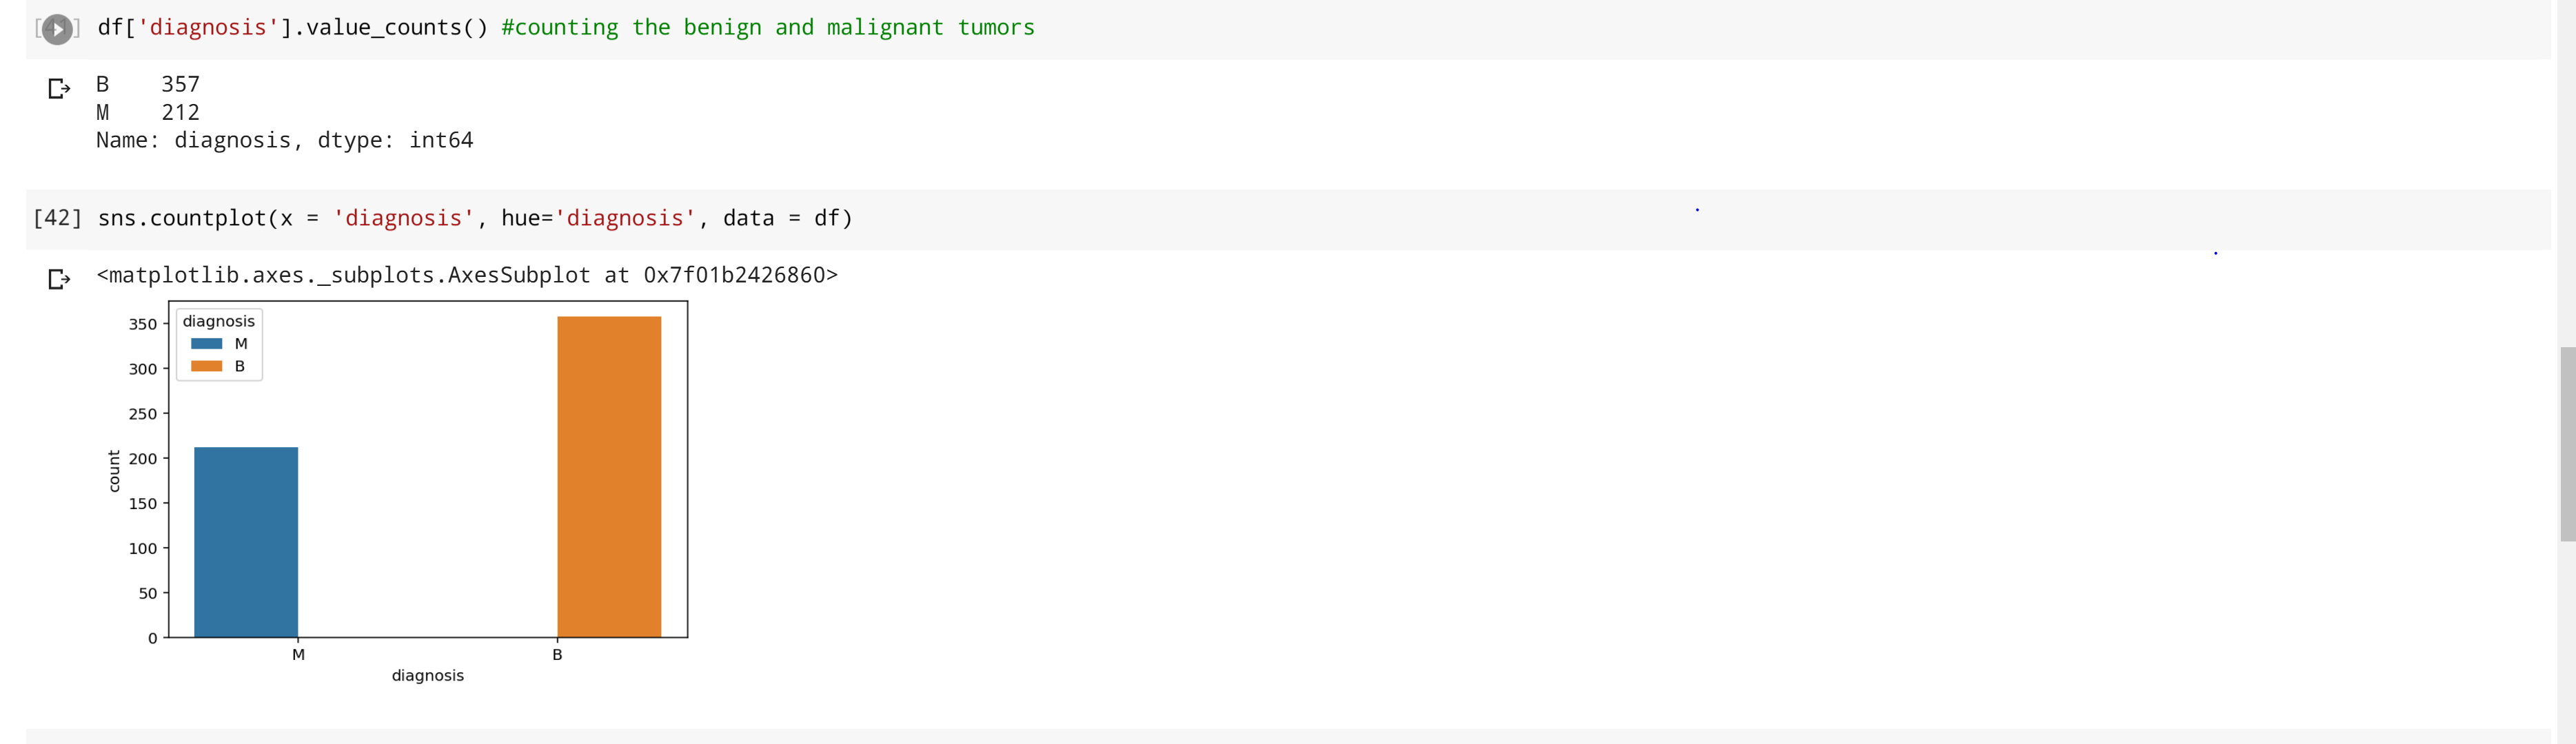 df['diagnosis'].value_counts() #counting the benign and malignant tumors
B    357
M    212
Name: diagnosis, dtype: int64
[42] sns.countplot(x = 'diagnosis', hue='diagnosis', data = df)
<matplotlib.axes._subplots.AxesSubplot at 0x7f01b2426860>
diagnosis
M
B
350
300
250
200
150
100
50
0
count
M B
diagnosis